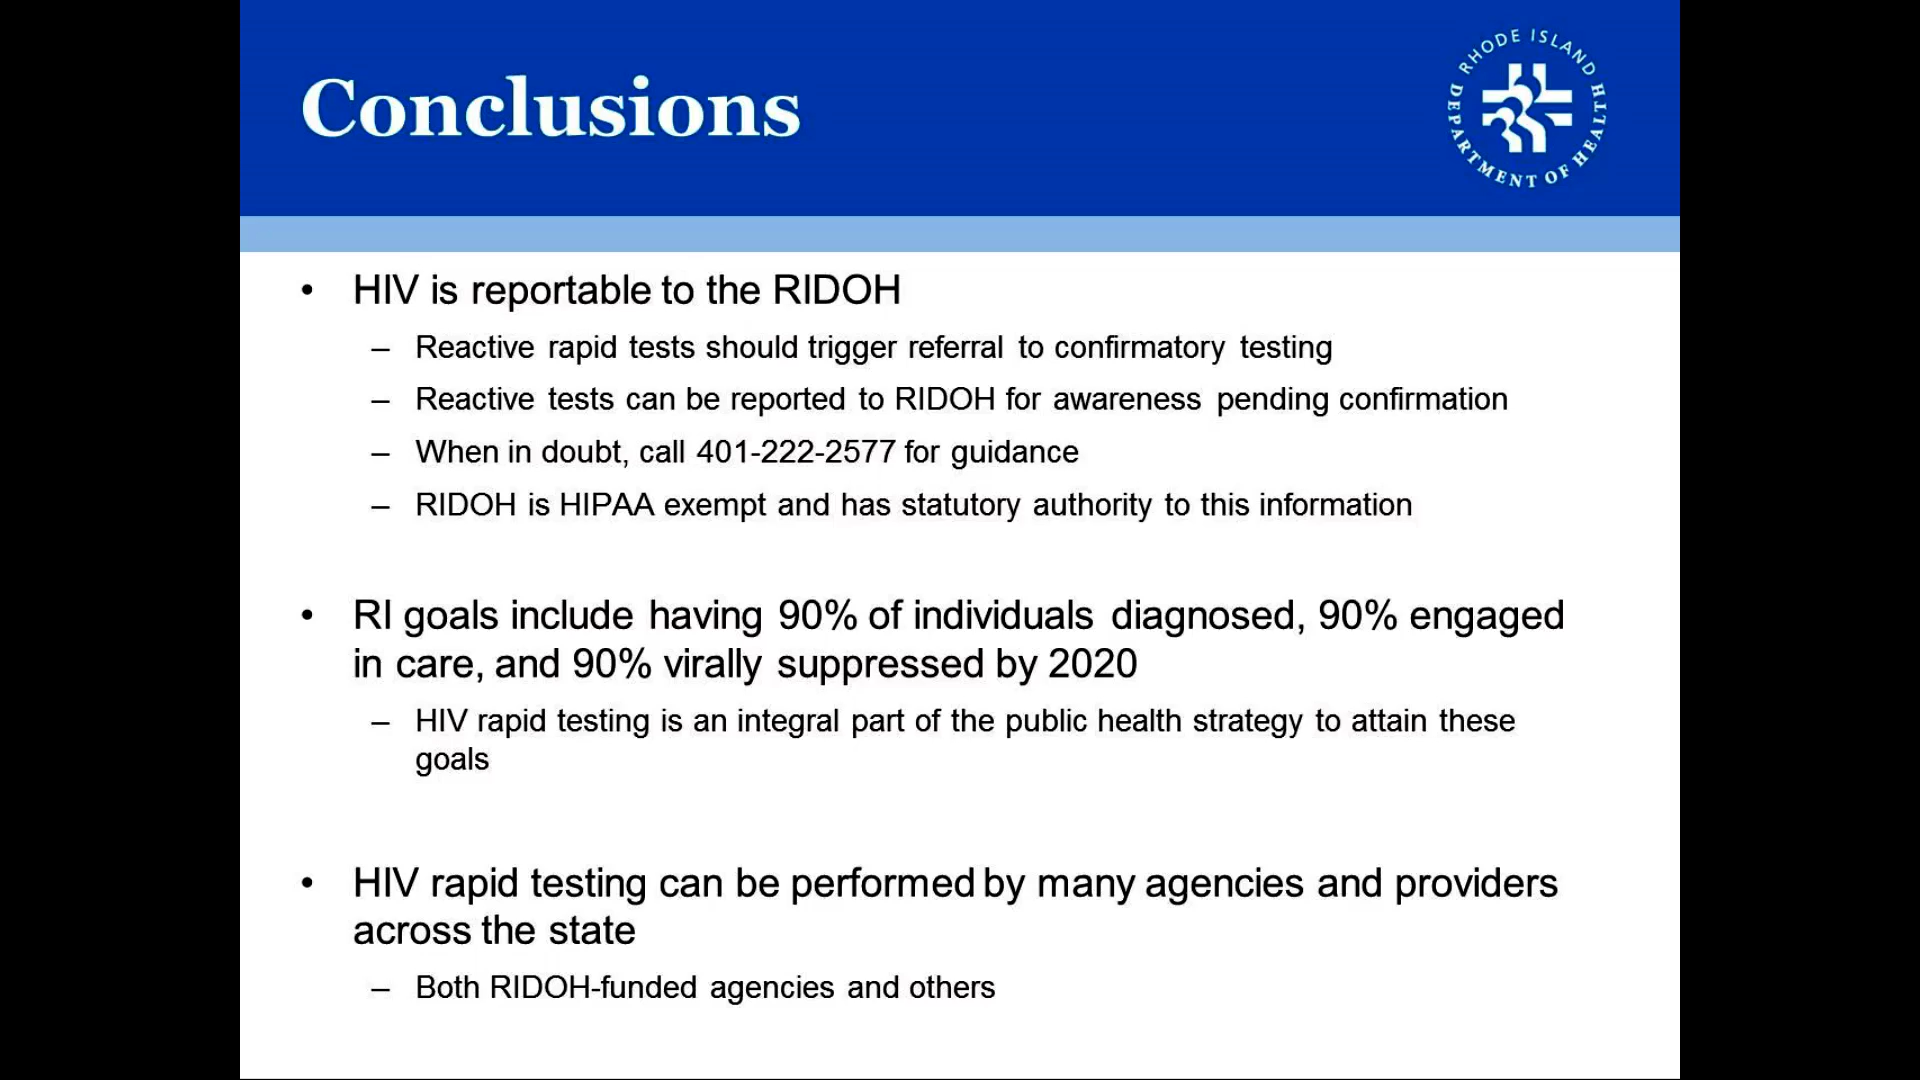 Conclusions
RHODE ISLAND
DEPARTMENT OF HEALTH
• HIV is reportable to the RIDOH
– Reactive rapid tests should trigger referral to confirmatory testing
– Reactive tests can be reported to RIDOH for awareness pending confirmation
– When in doubt, call 401-222-2577 for guidance
– RIDOH is HIPAA exempt and has statutory authority to this information
• RI goals include having 90% of individuals diagnosed, 90% engaged
in care, and 90% virally suppressed by 2020
– HIV rapid testing is an integral part of the public health strategy to attain these
goals
• HIV rapid testing can be performed by many agencies and providers
across the state
– Both RIDOH-funded agencies and others